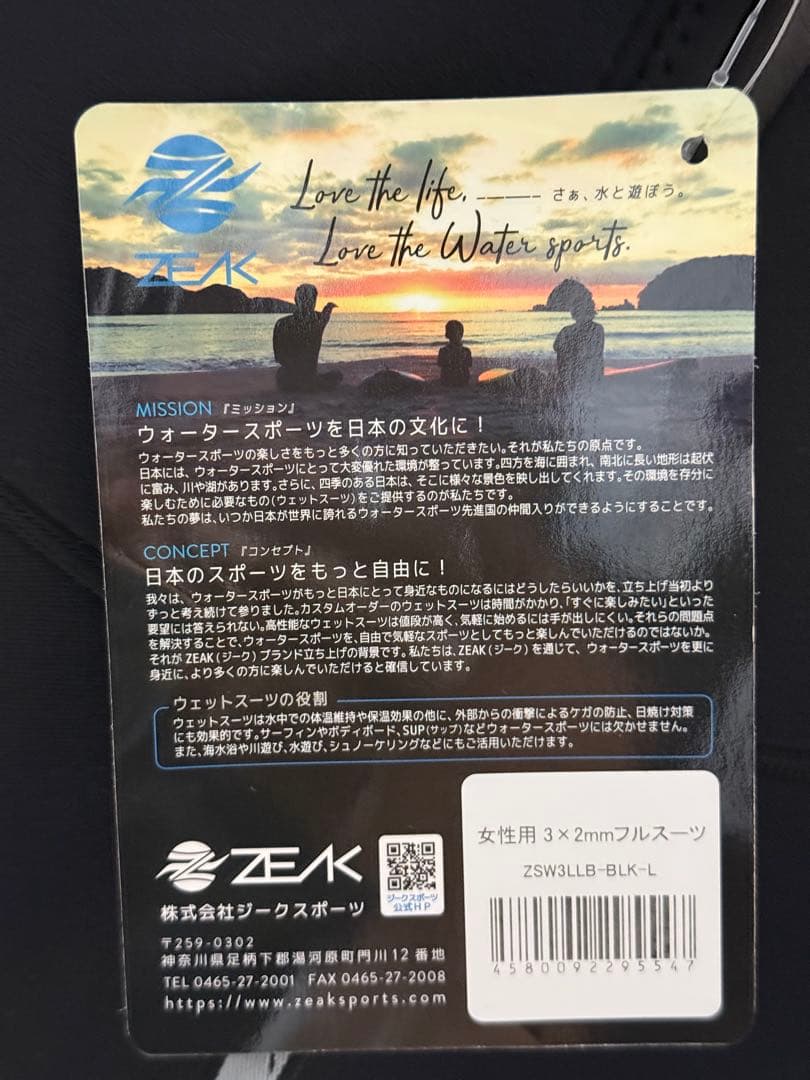 ZEAK
Love the life. さぁ、水と遊ぼう。
Love the Water sports.
MISSION 『ミッション』
ウォータースポーツを日本の文化に！
ウォータースポーツの楽しさをもっと多くの方に知っていただきたい。それが私たちの原点です。
日本には、ウォータースポーツにとって大変優れた環境が整っています。四方を海に囲まれ、南北に長い地形は起伏
に富み、川や湖があります。さらに、四季のある日本は、そこに様々な景色を映し出してくれます。その環境を存分に
楽しむために必要なもの(ウェットスーツ)をご提供するのが私たちです。
私たちの夢は、いつか日本が世界に誇れるウォータースポーツ先進国の仲間入りができるようにすることです。
CONCEPT 『コンセプト』
日本のスポーツをもっと自由に！
我々は、ウォータースポーツがもっと日本にとって身近なものになるにはどうしたらいいかを、立ち上げ当初より
ずっと考え続けて参りました。カスタムオーダーのウェットスーツは時間がかかり、「すぐに楽しみたい」といった
要望には答えられない。高性能なウェットスーツは値段が高く、気軽に始めるには手が出しにくい。それらの問題点
を解決することで、ウォータースポーツを、自由で気軽なスポーツとしてもっと楽しんでいただけるのではないか。
それが ZEAK(ジーク) ブランド立ち上げの背景です。私たちは、ZEAK(ジーク) を通じて、ウォータースポーツを更に
身近に、より多くの方に楽しんでいただけると確信しています。
ウェットスーツの役割
ウェットスーツは水中での体温維持や保温効果の他に、外部からの衝撃によるケガの防止、日焼け対策
にも効果的です。サーフィンやボディボード、SUP(サップ)などウォータースポーツには欠かせません。
また、海水浴や川遊び、水遊び、シュノーケリングなどにもご活用いただけます。
ZEAK
株式会社ジークスポーツ
ジークスポーツ
公式HP
〒259-0302
神奈川県足柄下郡湯河原町門川12番地
TEL 0465-27-2001 FAX 0465-27-2008
https://www.zeaksports.com
女性用 3×2mmフルスーツ
ZSW3LLB-BLK-L
4580092295547